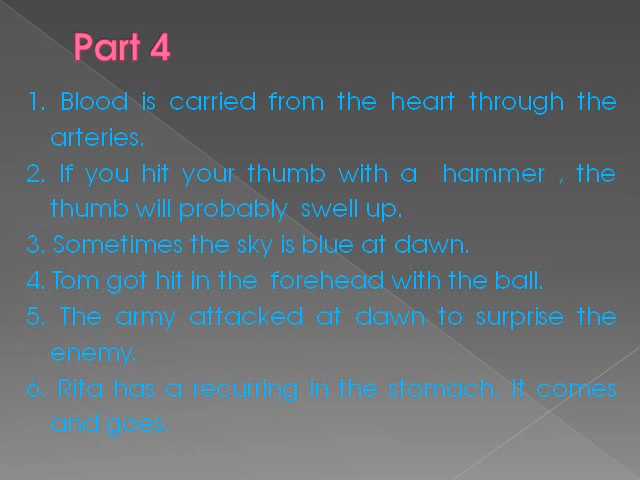 Part 4
1. Blood is carried from the heart through the
arteries.
2. If you hit your thumb with a hammer , the
thumb will probably swell up.
3. Sometimes the sky is blue at dawn.
4. Tom got hit in the forehead with the ball.
5. The army attacked at dawn to surprise the
enemy.
6. Rita has a recurring in the stomach. It comes
and goes.